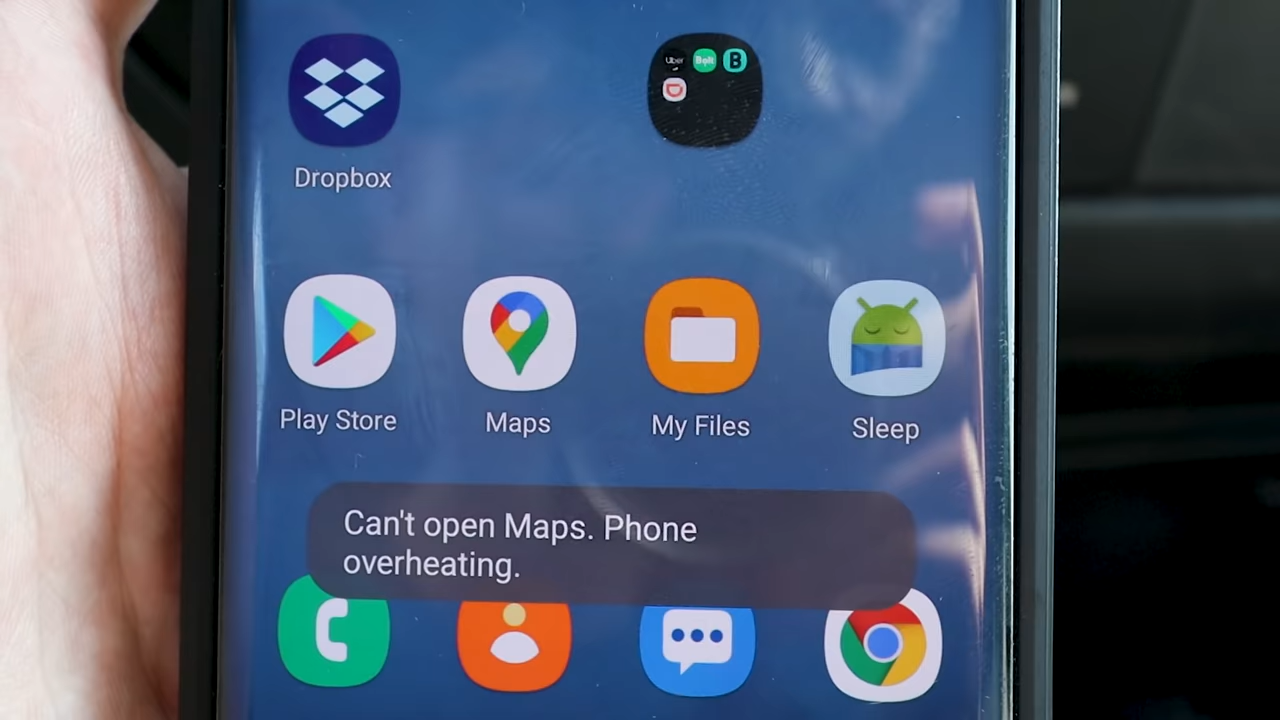 Uber Bolt B
Dropbox
Play Store Maps My Files Sleep
Can't open Maps. Phone
overheating.